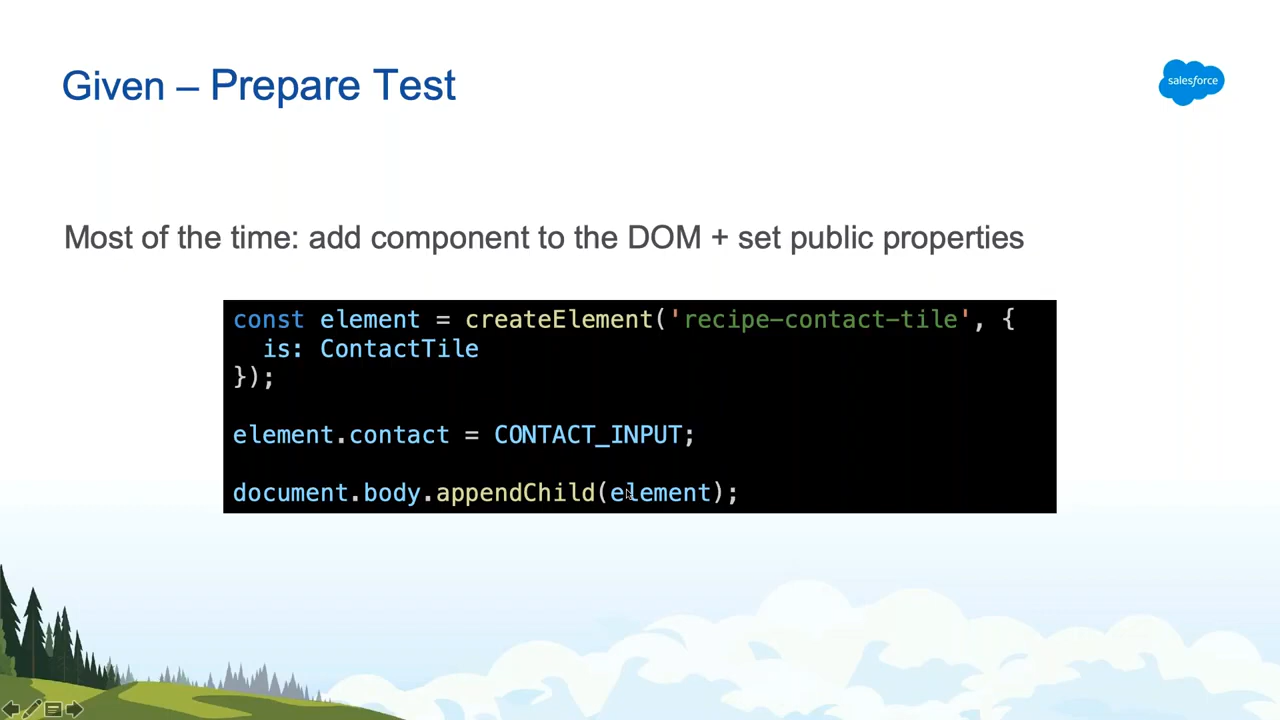 Given – Prepare Test
salesforce
Most of the time: add component to the DOM + set public properties
const element = createElement('recipe-contact-tile', {
  is: ContactTile
});
element.contact = CONTACT_INPUT;
document.body.appendChild(element);